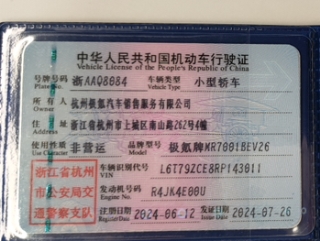 中华人民共和国机动车行驶证
Vehicle License of the People's Republic of China
号牌号码 浙AAQ8084 车辆类型 小型轿车
Plate No. Vehicle Type
所有人 杭州极氪汽车销售服务有限公司
Owner
住址 浙江省杭州市上城区南山路262号4幢
Address
使用性质 非营运 品牌型号 极氪牌MR7001BEV26
Use Character Model
浙江省杭州市公安局交通警察支队
车辆识别代号 L6T79ZCE8RP143011
VIN
发动机号码 R4JK4E00U
Engine No.
注册日期 2024-06-12 发证日期 2024-07-26
Register Date Issue Date